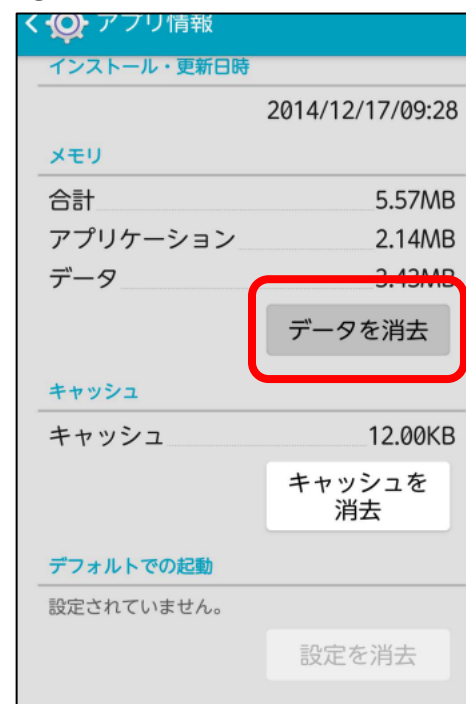 アプリ情報
インストール・更新日時
2014/12/17/09:28
メモリ
合計 5.57MB
アプリケーション 2.14MB
データ 3.43MB
データを消去
キャッシュ
キャッシュ 12.00KB
キャッシュを
消去
デフォルトでの起動
設定されていません。
設定を消去